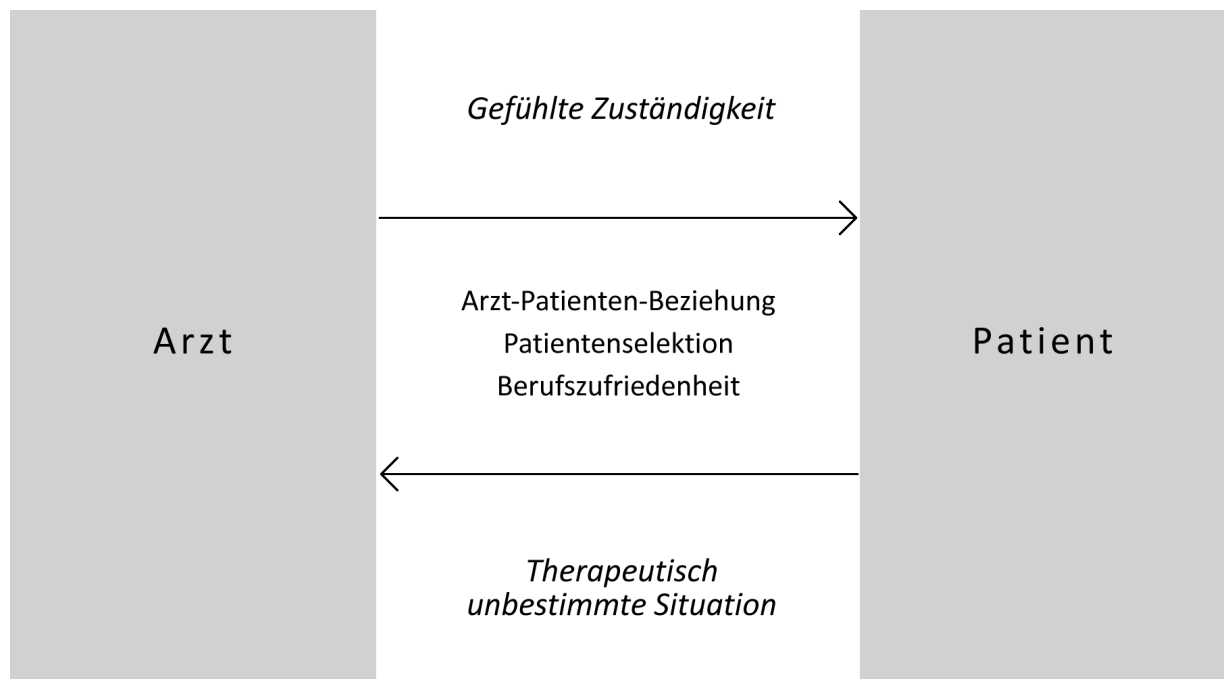 Gefühlte Zuständigkeit
Arzt-Patienten-Beziehung
Arzt
Patientenselektion
Patient
Berufszufriedenheit
Therapeutisch
unbestimmte Situation